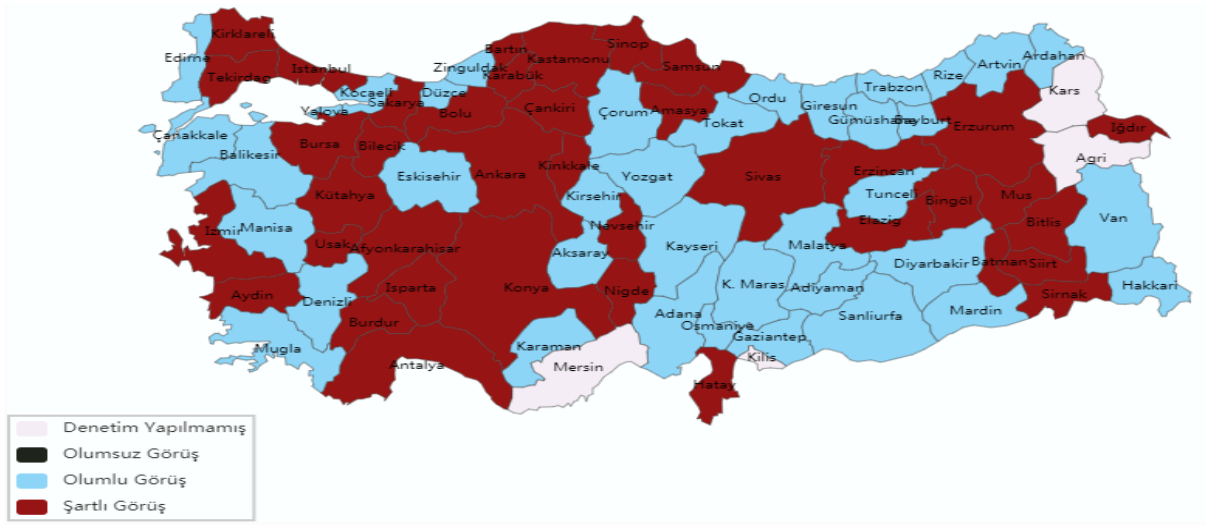 Kirklareli
Edirne
Tekirdag
Istanbul
Kocaeli
Yalova
Sakarya
Düzce
Zinguldak
Bartın
Karabük
Kastamonu
Sinop
Samsun
Bolu
Çankiri
Çorum
Amasya
Tokat
Ordu
Giresun
Gümüshane
Trabzon
Bayburt
Rize
Artvin
Ardahan
Kars
Iğdır
Agri
Erzurum
Çanakkale
Balikesir
Bursa
Bilecik
Eskisehir
Ankara
Kinkkale
Kirsehir
Yozgat
Sivas
Erzincan
Tunceli
Bingöl
Mus
Bitlis
Van
Elazig
Kütahya
Manisa
Izmir
Usak
Afyonkarahisar
Aksaray
Nevsehir
Kayseri
Malatya
Diyarbakir
Batman
Siirt
Hakkari
Sirnak
Aydin
Denizli
Isparta
Konya
Nigde
K. Maras
Adiyaman
Sanliurfa
Mardin
Burdur
Mugla
Antalya
Karaman
Mersin
Adana
Osmaniye
Gaziantep
Kilis
Hatay
Denetim Yapılmamış
Olumsuz Görüş
Olumlu Görüş
Şartlı Görüş